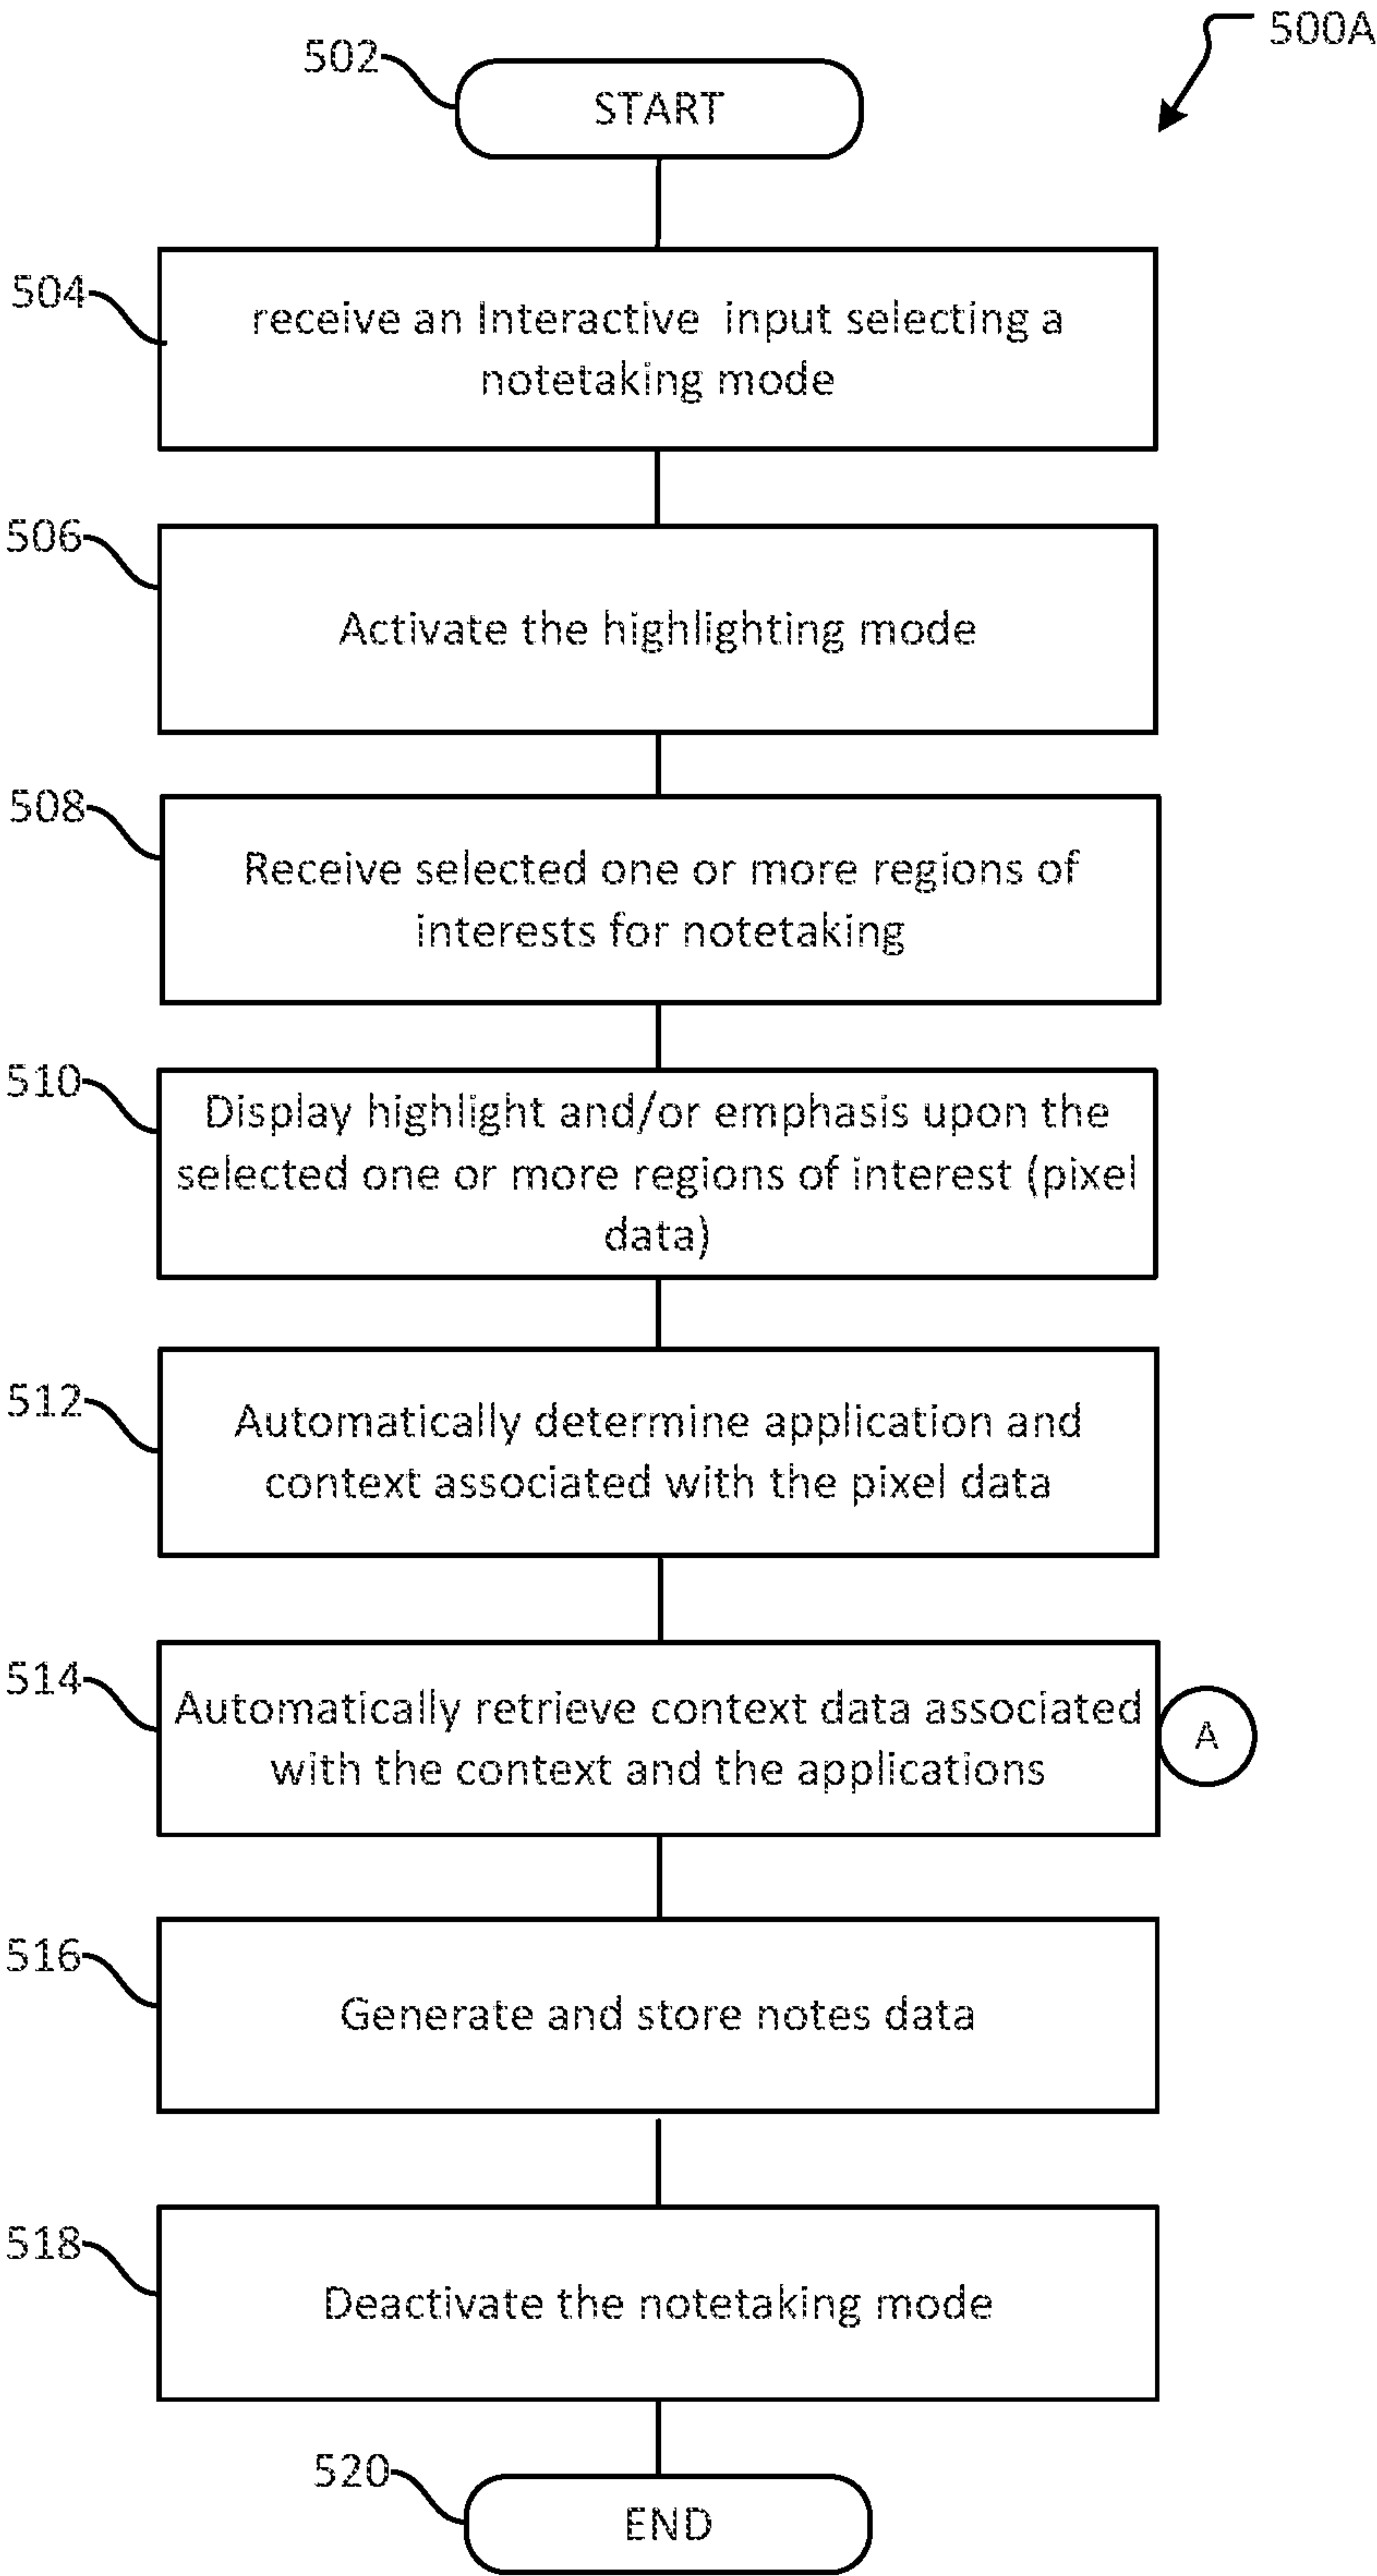 500A
502
START
504
receive an Interactive input selecting a
notetaking mode
506
Activate the highlighting mode
508
Receive selected one or more regions of
interests for notetaking
510
Display highlight and/or emphasis upon the
selected one or more regions of interest (pixel
data)
512
Automatically determine application and
context associated with the pixel data
514
Automatically retrieve context data associated
with the context and the applications
A
516
Generate and store notes data
518
Deactivate the notetaking mode
520
END